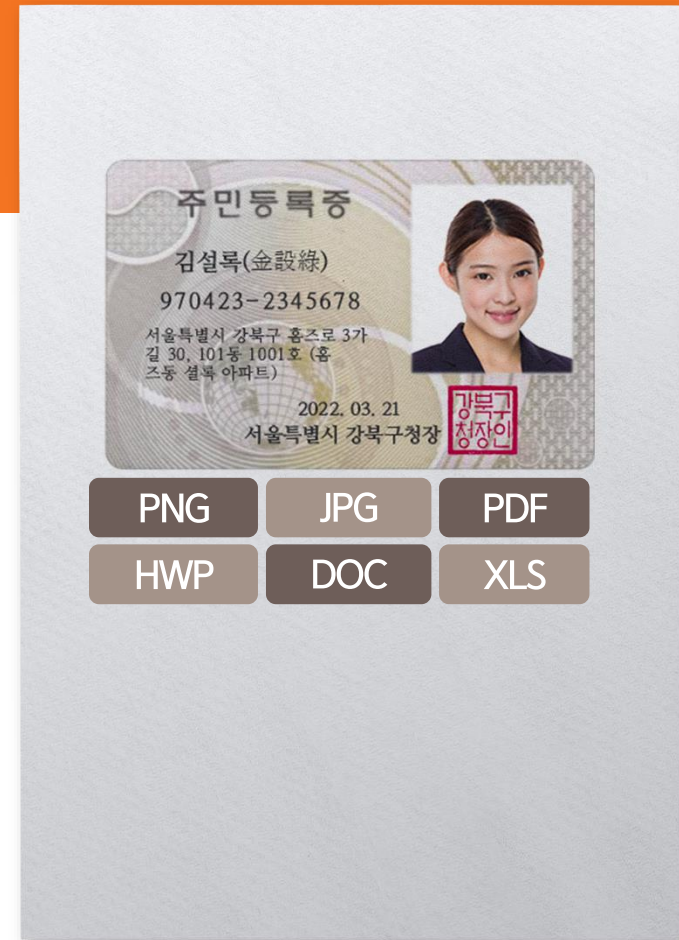 주민등록증
김설록(金設綠)
970423-2345678
서울특별시 강북구 홈즈로 3가
길 30, 101동 1001호 (홈
즈동 셜록 아파트)
2022. 03. 21
서울특별시 강북구청장
강북구
청장인
PNG JPG PDF
HWP DOC XLS